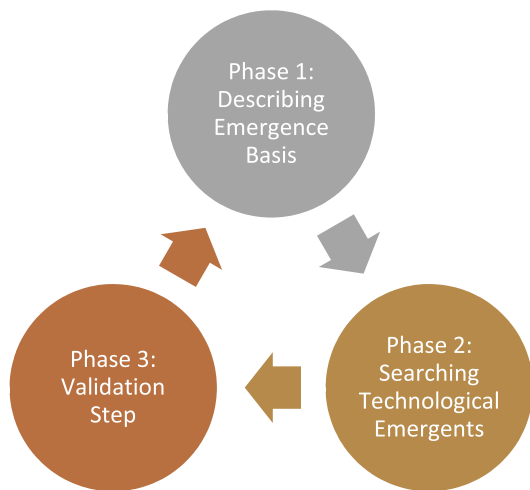 Phase 1:
Describing
Emergence
Basis
Phase 2:
Searching
Technological
Emergents
Phase 3:
Validation
Step